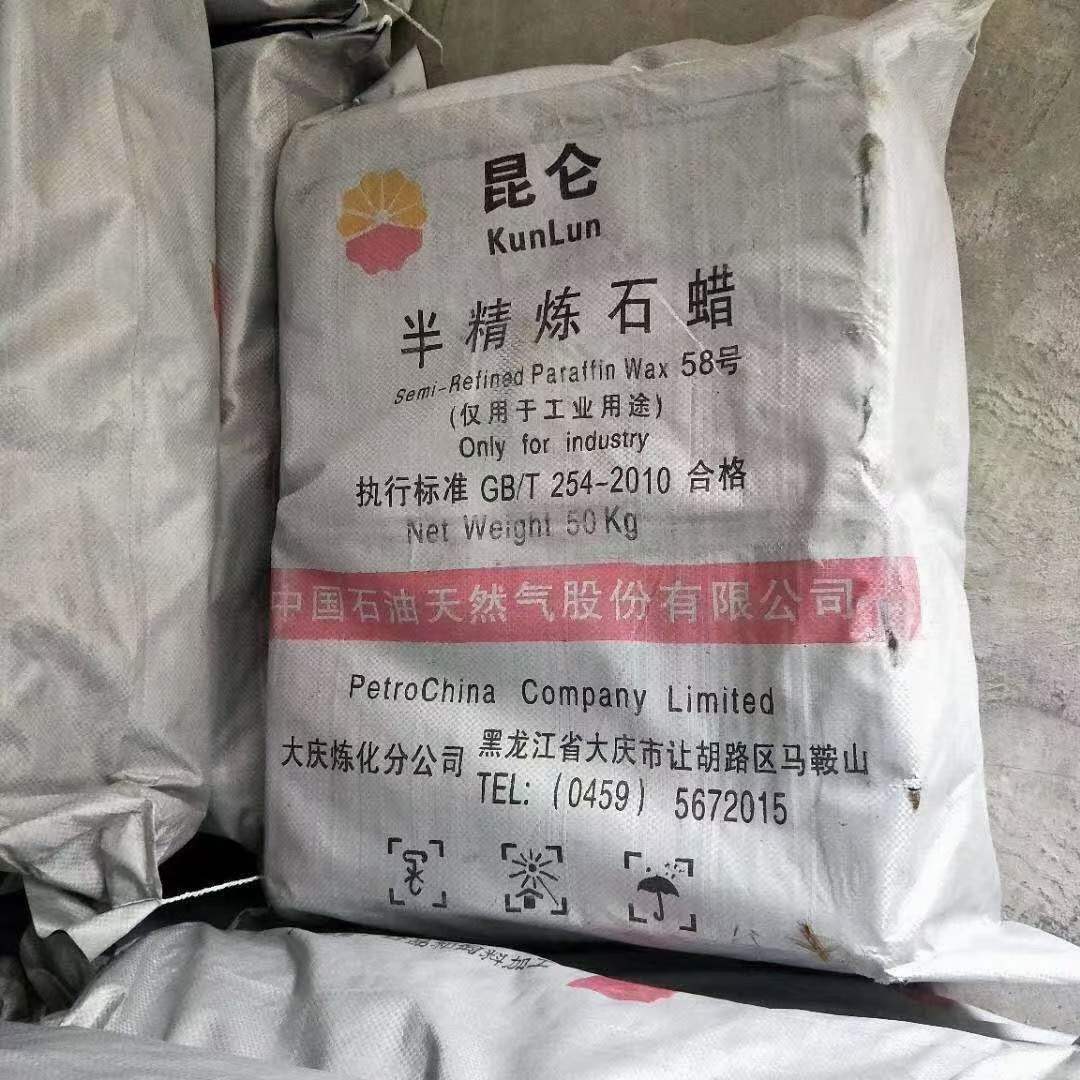 昆仑
KunLun
半精炼石蜡
Semi-Refined Paraffin Wax 58号
(仅用于工业用途)
Only for industry
执行标准 GB/T 254-2010 合格
Net Weight 50Kg
中国石油天然气股份有限公司
PetroChina Company Limited
大庆炼化分公司 黑龙江省大庆市让胡路区马鞍山
TEL: (0459) 5672015